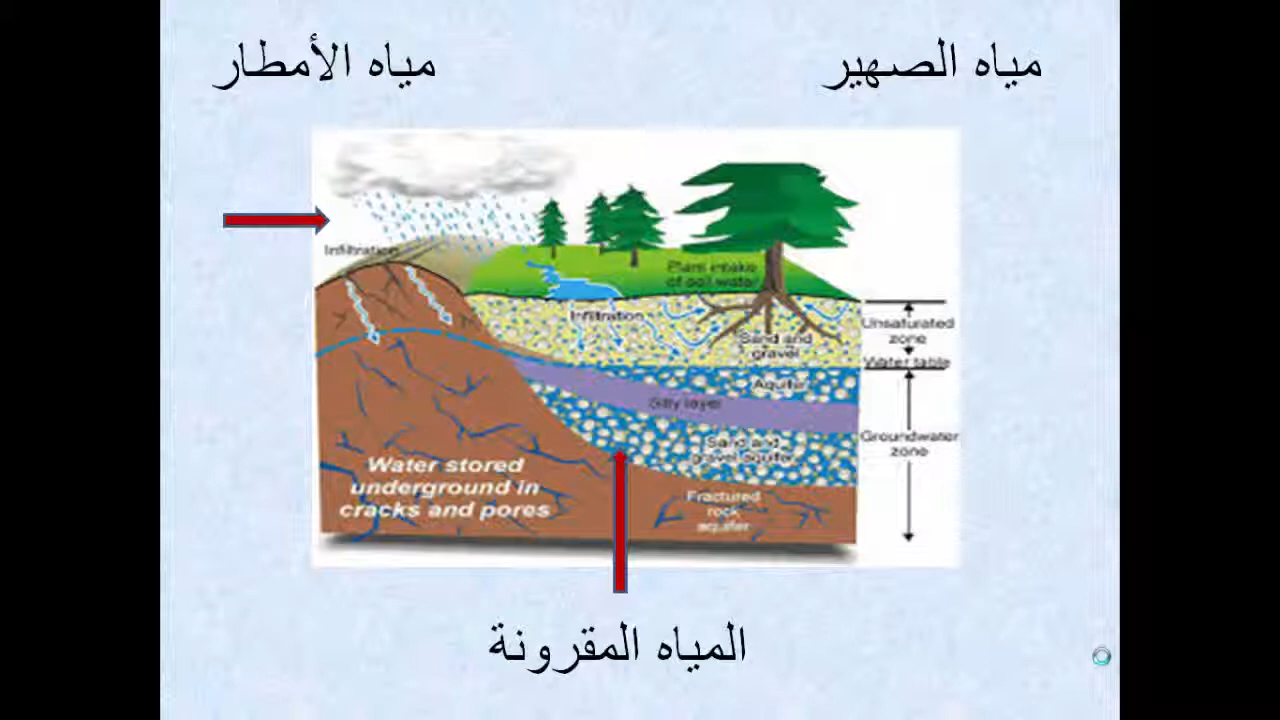 مياه الصهير
مياه الأمطار
Infiltration
Plant intake
of soil water
Infiltration
Sand and
gravel
Unsaturated
zone
Water table
Aquifer
Silty layer
Sand and
gravel aquifer
Groundwater
zone
Water stored
underground in
cracks and pores
Fractured
rock
aquifer
المياه المقرونة